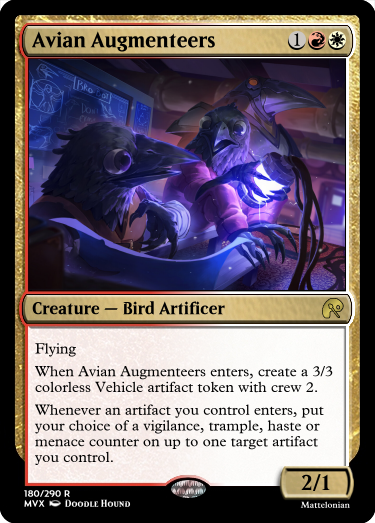 Avian Augmenteers 1
Creature — Bird Artificer
Flying
When Avian Augmenteers enters, create a 3/3
colorless Vehicle artifact token with crew 2.
Whenever an artifact you control enters, put
your choice of a vigilance, trample, haste or
menace counter on up to one target artifact
you control.
2/1
180/290 R
MVX Doodle Hound
Mattelonian